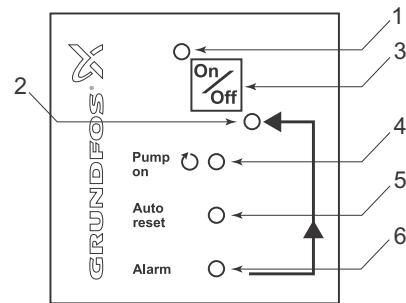 1
On
Off
3
2
GRUNDFOS
Pump
on
4
Auto
reset
5
Alarm
6